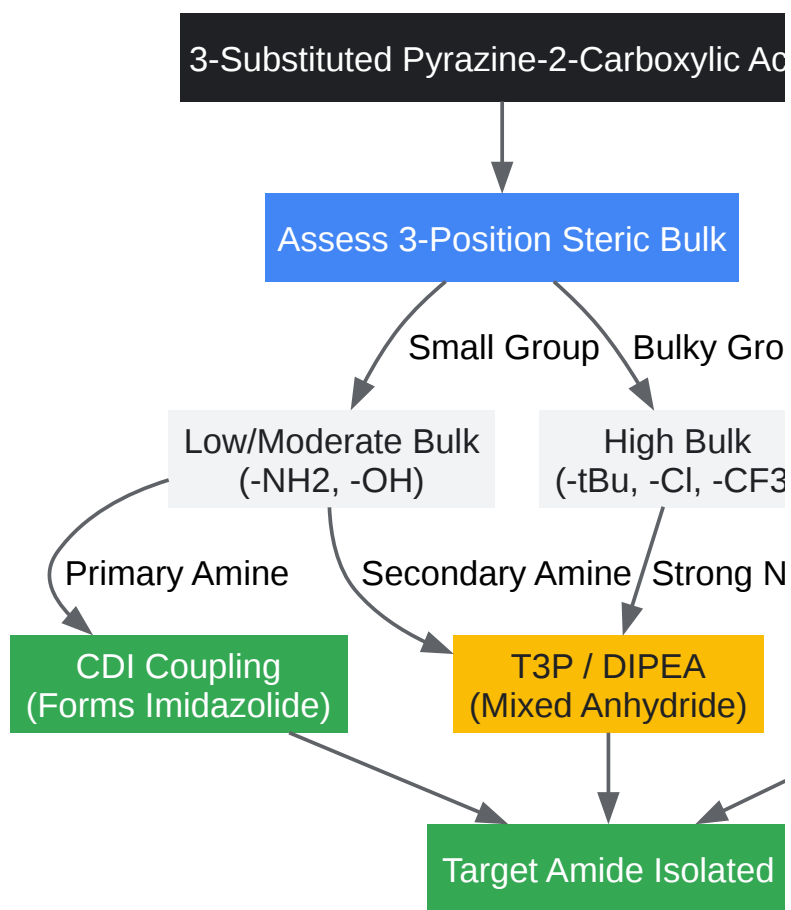 3-Substituted Pyrazine-2-Carboxylic Ac
Assess 3-Position Steric Bulk
Small Group
Bulky Gro
Low/Moderate Bulk
(-NH2, -OH)
High Bulk
(-tBu, -Cl, -CF3
Primary Amine
Secondary Amine
Strong N
CDI Coupling
(Forms Imidazolide)
T3P / DIPEA
(Mixed Anhydride)
Target Amide Isolated